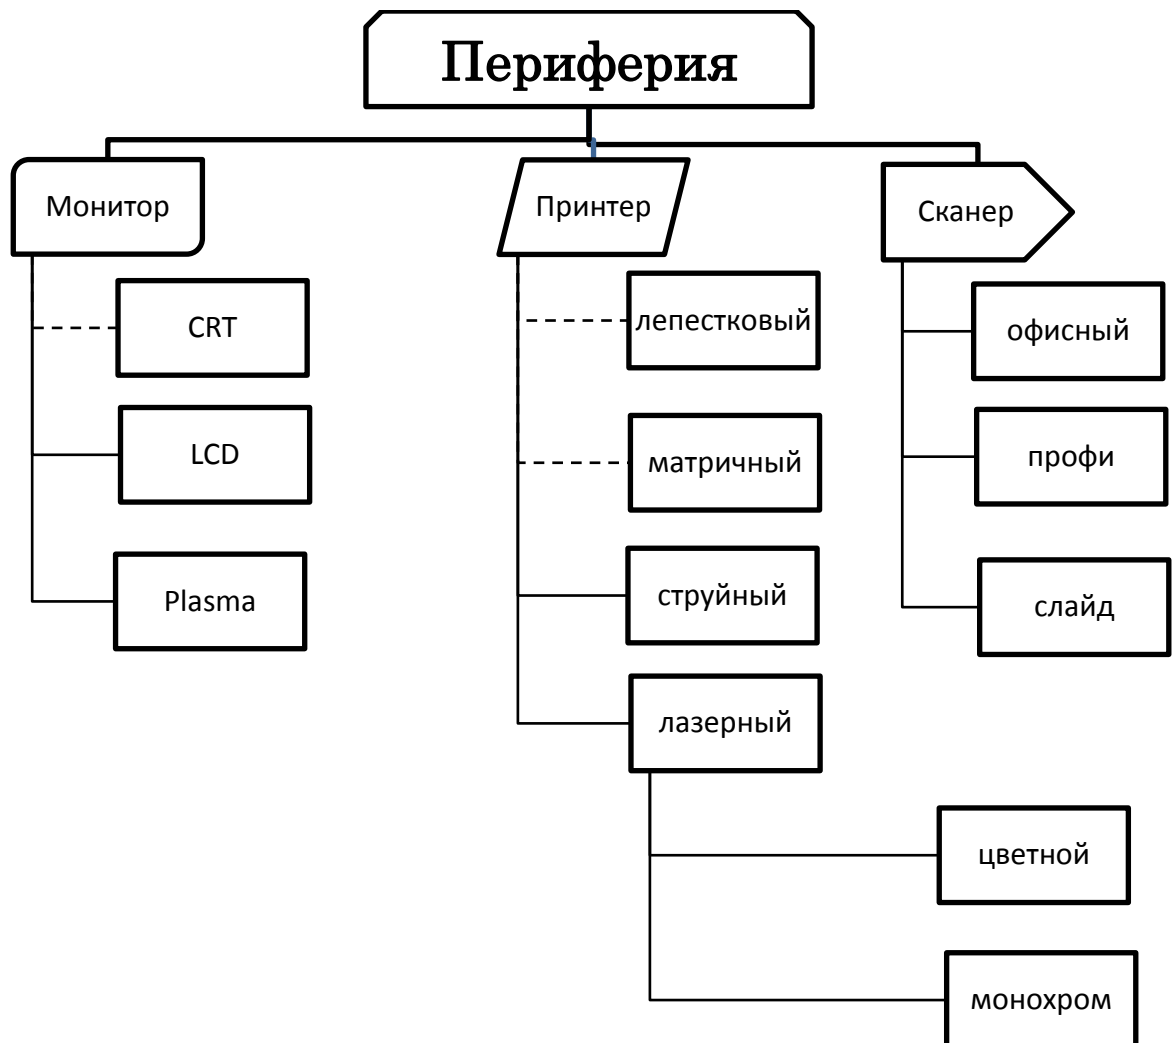 Периферия
Монитор
CRT
LCD
Plasma
Принтер
лепестковый
матричный
струйный
лазерный
цветной
монохром
Сканер
офисный
профи
слайд